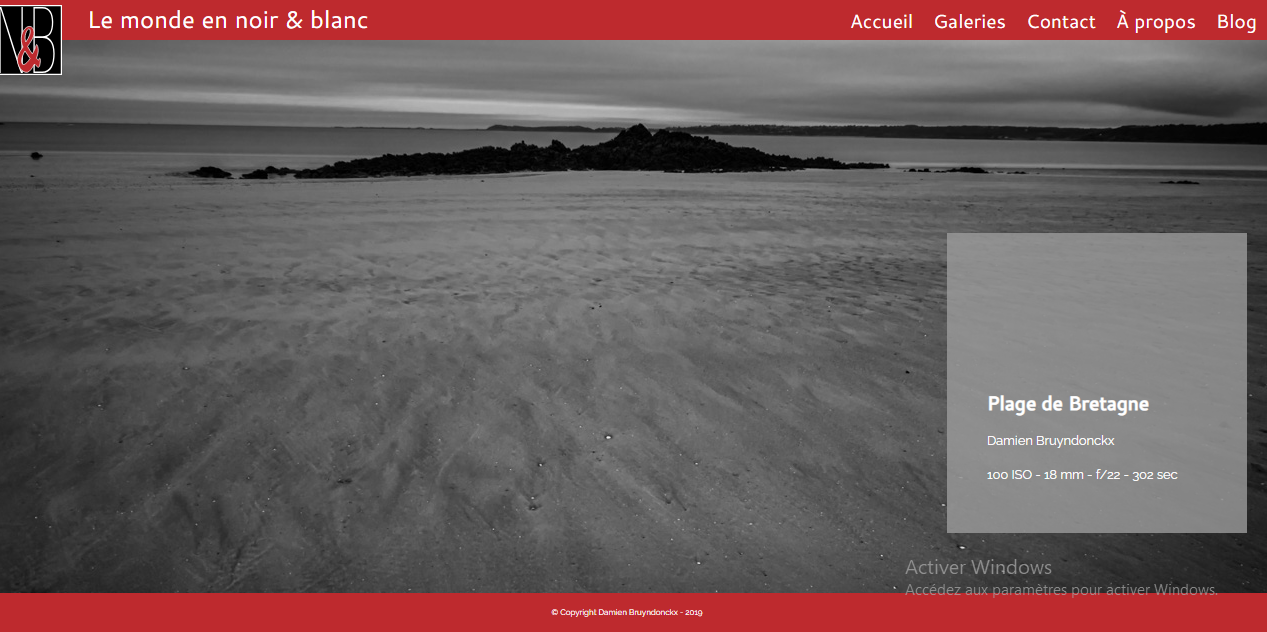 N&B
Le monde en noir & blanc
Accueil Galeries Contact À propos Blog
Plage de Bretagne
Damien Bruyndonckx
100 ISO - 18 mm - f/22 - 302 sec
Activer Windows
Accédez aux paramètres pour activer Windows.
© Copyright Damien Bruyndonckx - 2019